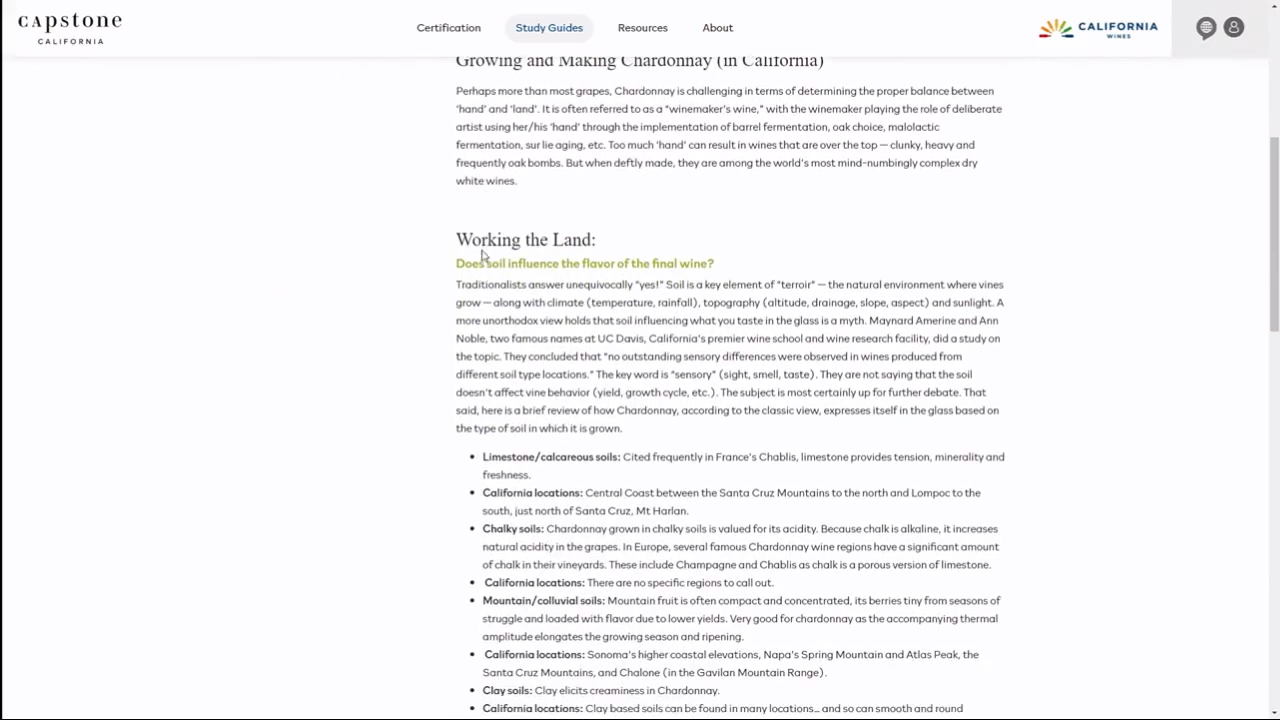 CAPSTONE
CALIFORNIA
Certification
Study Guides
Resources
About
CALIFORNIA
WINES
Growing and Making Chardonnay (in California)
Perhaps more than most grapes, Chardonnay is challenging in terms of determining the proper balance between
'hand' and 'land'. It is often referred to as a "winemaker's wine," with the winemaker playing the role of deliberate
artist using her/his 'hand' through the implementation of barrel fermentation, oak choice, malolactic
fermentation, sur lie aging, etc. Too much 'hand' can result in wines that are over the top — clunky, heavy and
frequently oak bombs. But when deftly made, they are among the world's most mind-numbingly complex dry
white wines.
Working the Land:
Does soil influence the flavor of the final wine?
Traditionalists answer unequivocally "yes!" Soil is a key element of "terroir" — the natural environment where vines
grow — along with climate (temperature, rainfall), topography (altitude, drainage, slope, aspect) and sunlight. A
more unorthodox view holds that soil influencing what you taste in the glass is a myth. Maynard Amerine and Ann
Noble, two famous names at UC Davis, California's premier wine school and wine research facility, did a study on
the topic. They concluded that "no outstanding sensory differences were observed in wines produced from
different soil type locations." The key word is "sensory" (sight, smell, taste). They are not saying that the soil
doesn't affect vine behavior (yield, growth cycle, etc.). The subject is most certainly up for further debate. That
said, here is a brief review of how Chardonnay, according to the classic view, expresses itself in the glass based on
the type of soil in which it is grown.
• Limestone/calcareous soils: Cited frequently in France's Chablis, limestone provides tension, minerality and
freshness.
• California locations: Central Coast between the Santa Cruz Mountains to the north and Lompoc to the
south, just north of Santa Cruz, Mt Harlan.
• Chalky soils: Chardonnay grown in chalky soils is valued for its acidity. Because chalk is alkaline, it increases
natural acidity in the grapes. In Europe, several famous Chardonnay wine regions have a significant amount
of chalk in their vineyards. These include Champagne and Chablis as chalk is a porous version of limestone.
• California locations: There are no specific regions to call out.
• Mountain/colluvial soils: Mountain fruit is often compact and concentrated, its berries tiny from seasons of
struggle and loaded with flavor due to lower yields. Very good for chardonnay as the accompanying thermal
amplitude elongates the growing season and ripening.
• California locations: Sonoma's higher coastal elevations, Napa's Spring Mountain and Atlas Peak, the
Santa Cruz Mountains, and Chalone (in the Gavilan Mountain Range).
• Clay soils: Clay elicits creaminess in Chardonnay.
• California locations: Clay based soils can be found in many locations... and so can smooth and round